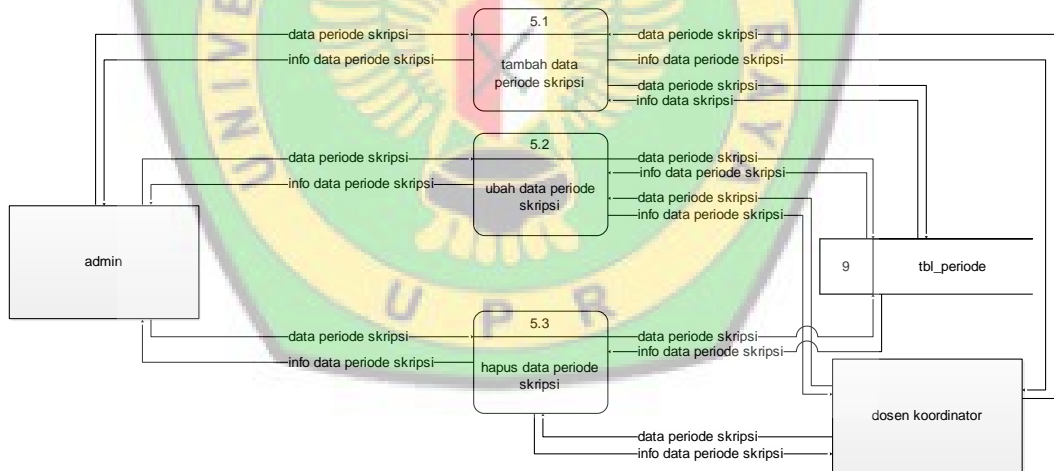 5.1
data periode skripsi
data periode skripsi
info data periode skripsi
info data periode skripsi
tambah data
periode skripsi
data periode skripsi
info data skripsi
5.2
data periode skripsi
data periode skripsi
info data periode skripsi
info data periode skripsi
ubah data periode
skripsi
data periode skripsi
info data periode skripsi
admin
9
tbl_periode
5.3
data periode skripsi
data periode skripsi
info data periode skripsi
info data periode skripsi
hapus data periode
skripsi
dosen koordinator
data periode skripsi
info data periode skripsi
UNIVE
RAYA
UPR